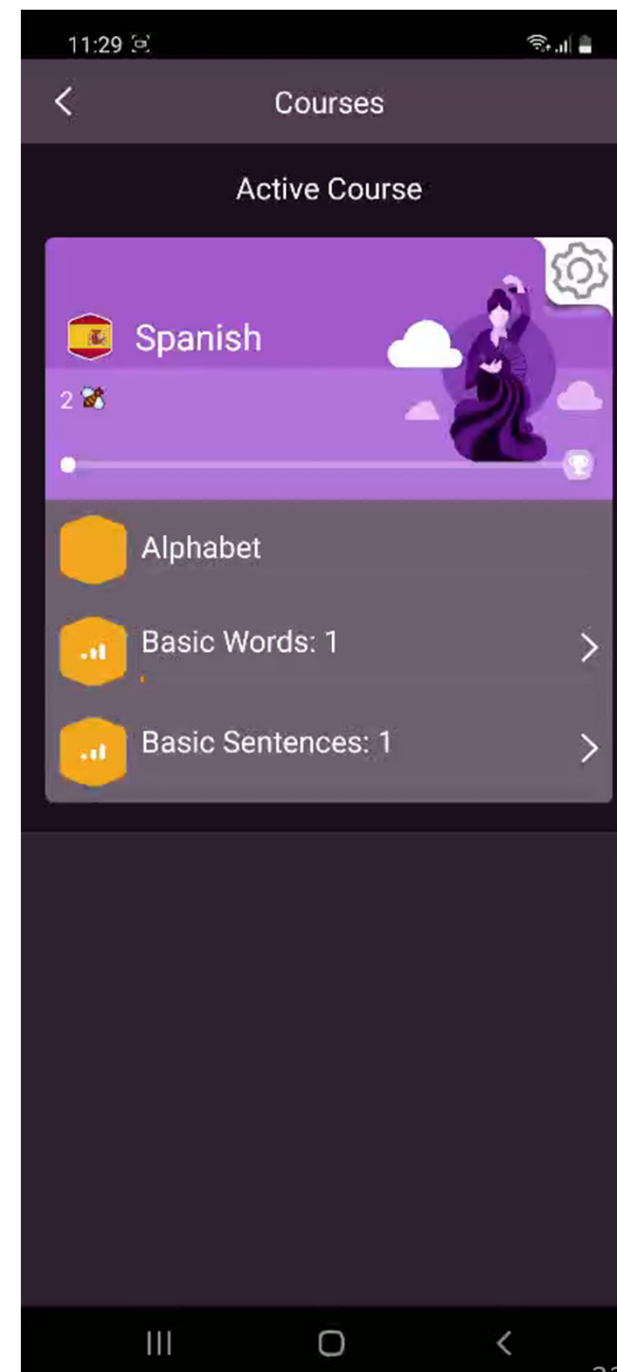 11:29
Courses
Active Course
Spanish
2
Alphabet
Basic Words: 1
Basic Sentences: 1